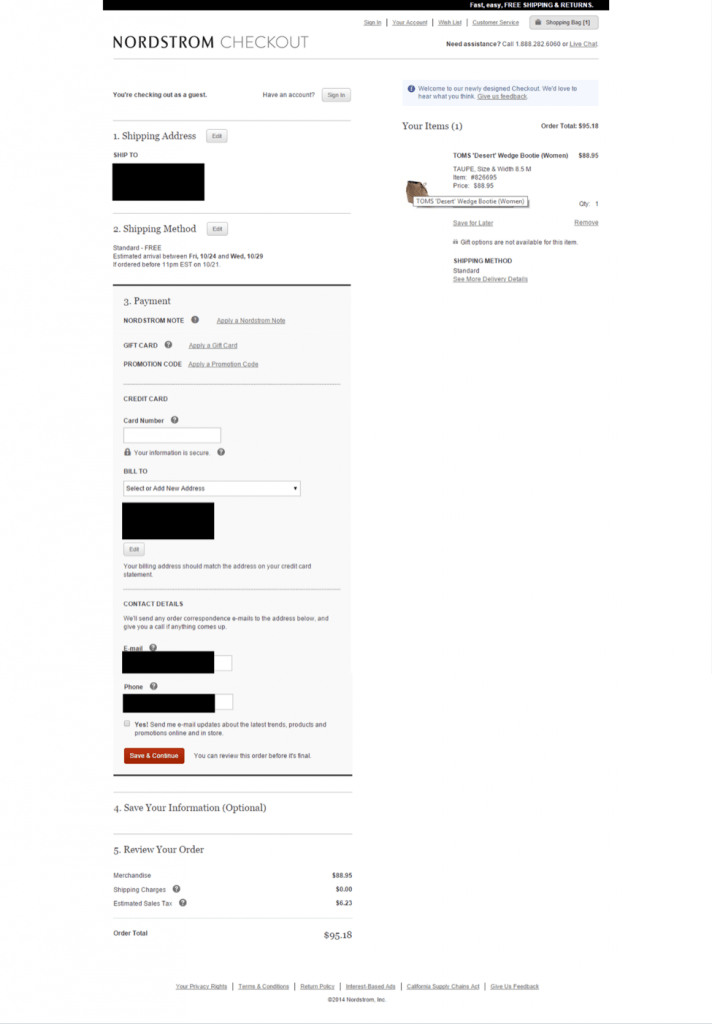 Fast, easy, FREE SHIPPING & RETURNS.
Sign In | Your Account | Wish List | Customer Service
Shopping Bag [1]
NORDSTROM CHECKOUT
Need assistance? Call 1.888.282.6060 or Live Chat.
You're checking out as a guest.
Have an account? Sign In
Welcome to our newly designed Checkout. We'd love to
hear what you think. Give us feedback.
1. Shipping Address Edit
SHIP TO
2. Shipping Method Edit
Standard - FREE
Estimated arrival between Fri, 10/24 and Wed, 10/29
if ordered before 11pm EST on 10/21.
3. Payment
NORDSTROM NOTE ? Apply a Nordstrom Note
GIFT CARD ? Apply a Gift Card
PROMOTION CODE Apply a Promotion Code
CREDIT CARD
Card Number ?
Your information is secure. ?
BILL TO
Select or Add New Address
Edit
Your billing address should match the address on your credit card
statement.
CONTACT DETAILS
We'll send any order correspondence e-mails to the address below, and
give you a call if anything comes up.
E-mail ?
Phone ?
Yes! Send me e-mail updates about the latest trends, products and
promotions online and in store.
Save & Continue You can review this order before it's final.
4. Save Your Information (Optional)
5. Review Your Order
Merchandise $88.95
Shipping Charges ? $0.00
Estimated Sales Tax ? $6.23
Order Total $95.18
Your Items (1) Order Total: $95.18
TOMS 'Desert' Wedge Bootie (Women) $88.95
TAUPE, Size & Width 8.5 M
Item: #826695
Price: $88.95
TOMS 'Desert' Wedge Bootie (Women)
Qty: 1
Save for Later Remove
Gift options are not available for this item.
SHIPPING METHOD
Standard
See More Delivery Details
Your Privacy Rights | Terms & Conditions | Return Policy | Interest-Based Ads | California Supply Chains Act | Give Us Feedback
©2014 Nordstrom, Inc.